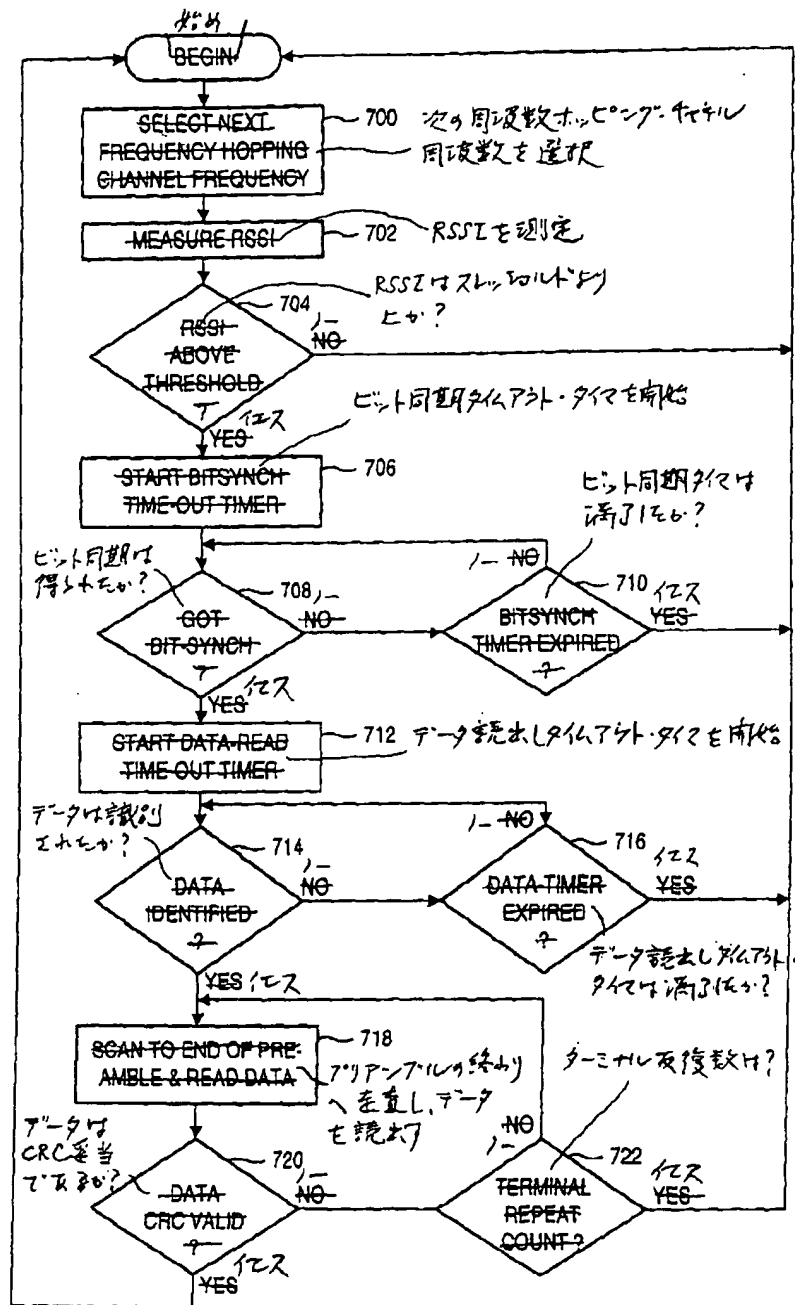 始め
BEGIN
SELECT NEXT
FREQUENCY HOPPING
CHANNEL FREQUENCY
700
次の周波数ホッピング・チャネル
周波数を選択
MEASURE RSSI
702
RSSIを測定
RSSI
ABOVE
THRESHOLD
?
704
RSSIはスレッショルドより
上か?
ノー
NO
YES イエス
START BITSYNCH
TIME-OUT TIMER
706
ビット同期タイムアウト・タイマを開始
ビット同期は
得られたか?
GOT
BIT-SYNCH
?
708
ノー
NO
YES イエス
ビット同期タイマは
満了したか?
ノー NO
710
BITSYNCH
TIMER EXPIRED
?
イエス
YES
START DATA-READ
TIME-OUT TIMER
712
データ読出しタイムアウト・タイマを開始
データは識別
されたか?
714
DATA
IDENTIFIED
?
ノー
NO
YES イエス
ノー NO
716
DATA-TIMER
EXPIRED
?
イエス
YES
データ読出しタイムアウト・
タイマは満了したか?
SCAN TO END OF PRE-
AMBLE & READ DATA
718
プリアンブルの終わり
へ走査し、データ
を読出す
データは
CRC妥当
であるか?
720
DATA
CRC VALID
?
ノー
NO
YES イエス
ターミナル反復数は?
NO
ノー
722
TERMINAL
REPEAT
COUNT ?
イエス
YES